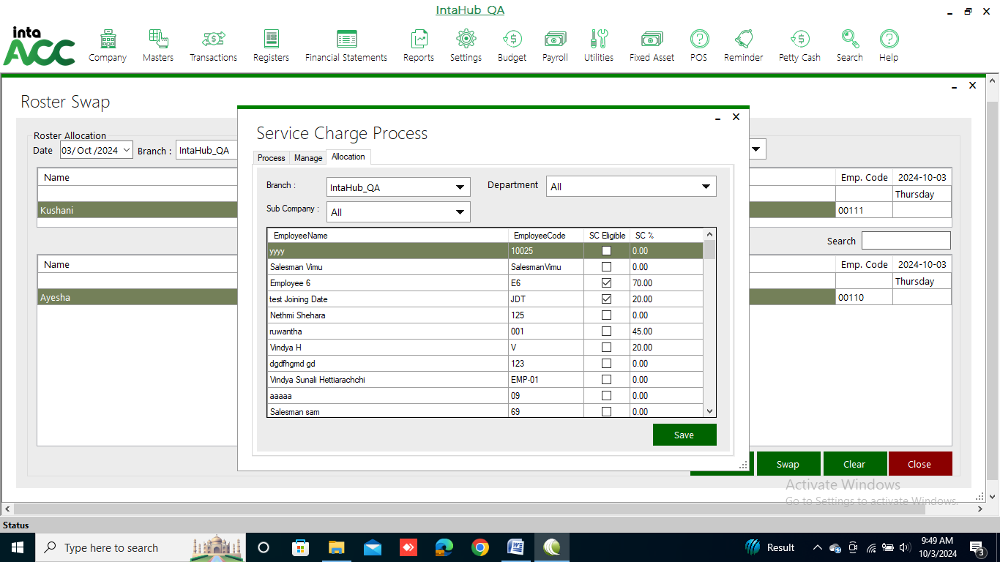 IntaHub_QA
inta
ACC
Company Masters Transactions Registers Financial Statements Reports Settings Budget Payroll Utilities Fixed Asset POS Reminder Petty Cash Search Help
Roster Swap
Roster Allocation
Date 03/ Oct /2024 Branch : IntaHub_QA
Name
Kushani
Name
Ayesha
Emp. Code 2024-10-03
Thursday
00111
Search
Emp. Code 2024-10-03
Thursday
00110
Service Charge Process
Process Manage Allocation
Branch : IntaHub_QA Department All
Sub Company : All
EmployeeName EmployeeCode SC Eligible SC %
yyyy 10025 0.00
Salesman Vimu SalesmanVimu 0.00
Employee 6 E6 70.00
test Joining Date JDT 20.00
Nethmi Shehara 125 0.00
ruwantha 001 45.00
Vindya H V 20.00
dgdfhgmd gd 123 0.00
Vindya Sunali Hettiarachchi EMP-01 0.00
aaaaa 09 0.00
Salesman sam 69 0.00
Save
Swap Clear Close
Activate Windows
Go to Settings to activate Windows.
Status
Type here to search
Result
9:49 AM
10/3/2024
3